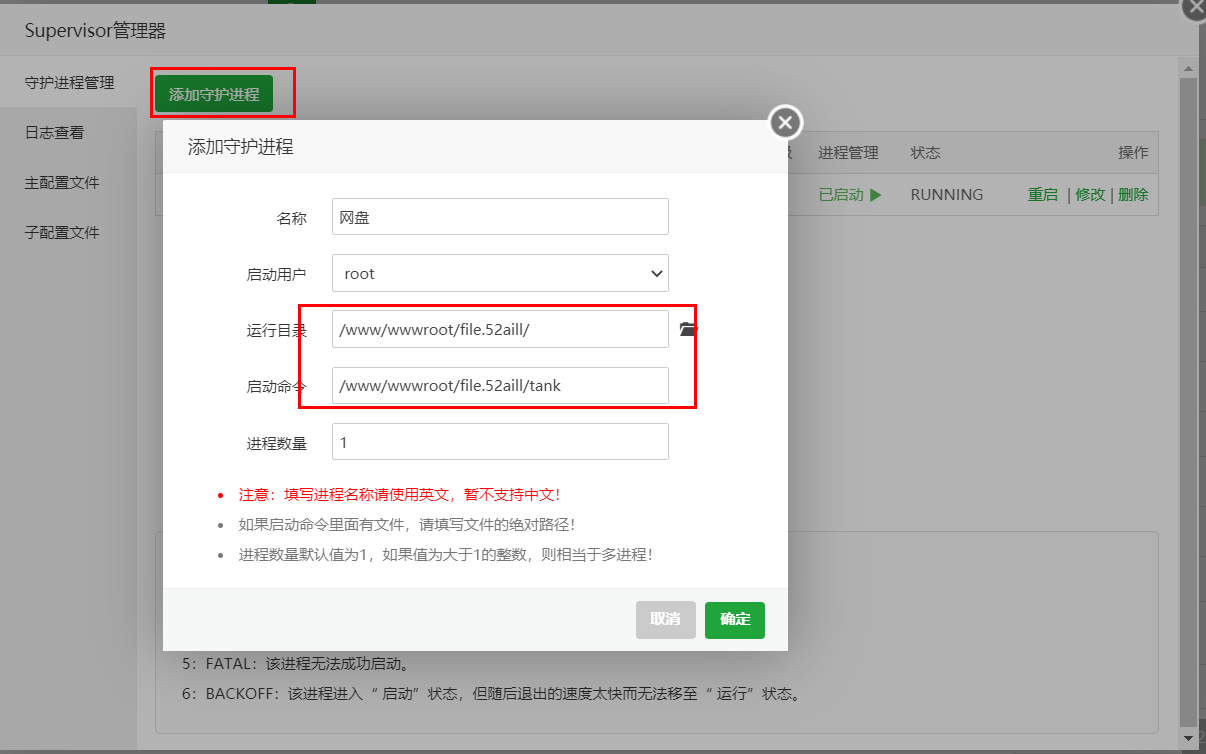 Supervisor管理器
守护进程管理
日志查看
主配置文件
子配置文件
添加守护进程
进程管理 状态 操作
已启动 RUNNING 重启 | 修改 | 删除
添加守护进程
名称 网盘
启动用户 root
运行目录 /www/wwwroot/file.52aill/
启动命令 /www/wwwroot/file.52aill/tank
进程数量 1
注意：填写进程名称请使用英文，暂不支持中文！
如果启动命令里面有文件，请填写文件的绝对路径！
进程数量默认值为1，如果值为大于1的整数，则相当于多进程！
取消 确定
5：FATAL：该进程无法成功启动。
6：BACKOFF：该进程进入“ 启动”状态，但随后退出的速度太快而无法移至“ 运行”状态。